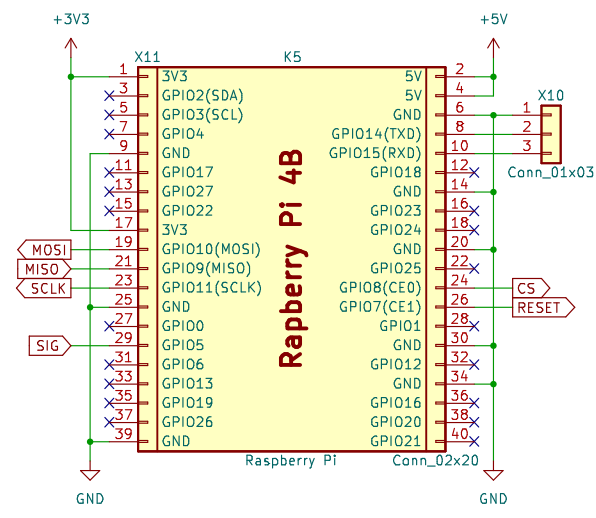 +3V3 +5V
X11 K5
1 3V3 5V 2
3 GPIO2(SDA) 5V 4 X10
5 GPIO3(SCL) GND 6 1
7 GPIO4 GPIO14(TXD) 8 2
9 GND GPIO15(RXD) 10 3
11 GPIO17 GPIO18 12 Conn_01x03
13 GPIO27 GND 14
15 GPIO22 GPIO23 16
17 3V3 GPIO24 18
MOSI 19 GPIO10(MOSI) GND 20
MISO 21 GPIO9(MISO) GPIO25 22
SCLK 23 GPIO11(SCLK) GPIO8(CE0) 24 CS
25 GND GPIO7(CE1) 26 RESET
27 GPIO0 GPIO1 28
SIG 29 GPIO5 GND 30
31 GPIO6 GPIO12 32
33 GPIO13 GND 34
35 GPIO19 GPIO16 36
37 GPIO26 GPIO20 38
39 GND GPIO21 40
Rapberry Pi 4B
Raspberry Pi Conn_02x20
GND GND